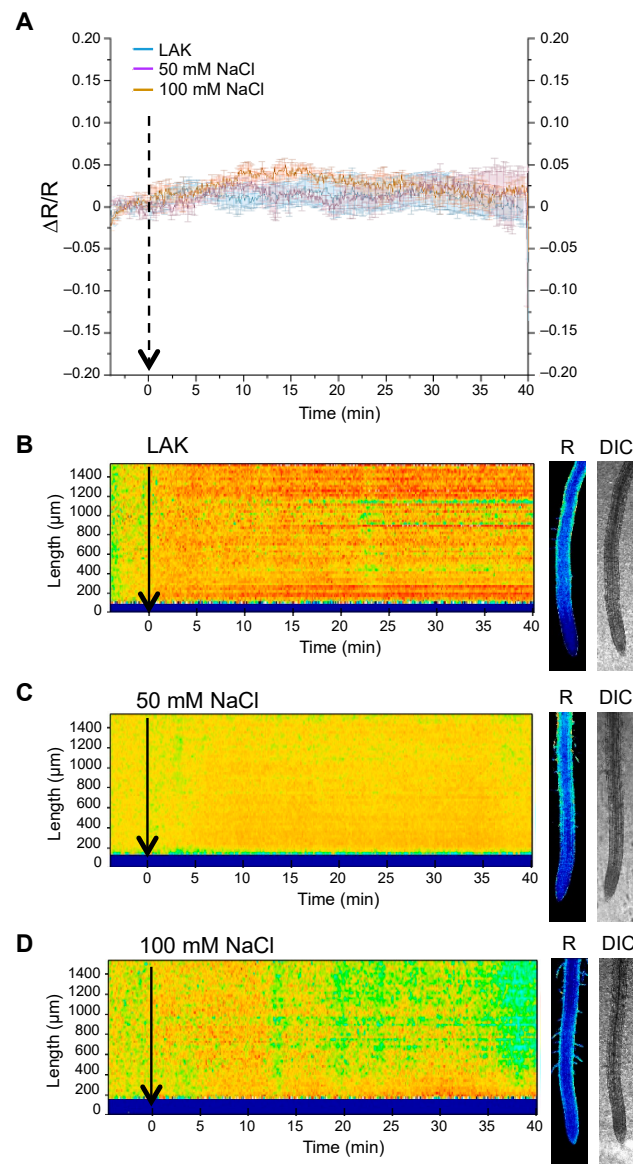 A
0.20
0.15
0.10
0.05
0
–0.05
–0.10
–0.15
–0.20
ΔR/R
LAK
50 mM NaCl
100 mM NaCl
0.20
0.15
0.10
0.05
0
–0.05
–0.10
–0.15
–0.20
0 5 10 15 20 25 30 35 40
Time (min)
B
LAK
R DIC
1400
1200
1000
800
600
400
200
0
Length (µm)
0 5 10 15 20 25 30 35 40
Time (min)
C
50 mM NaCl
R DIC
1400
1200
1000
800
600
400
200
0
Length (µm)
0 5 10 15 20 25 30 35 40
Time (min)
D
100 mM NaCl
R DIC
1400
1200
1000
800
600
400
200
0
Length (µm)
0 5 10 15 20 25 30 35 40
Time (min)